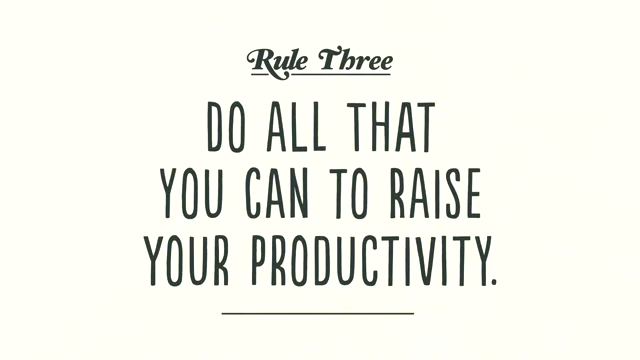 Rule Three
DO ALL THAT
YOU CAN TO RAISE
YOUR PRODUCTIVITY.